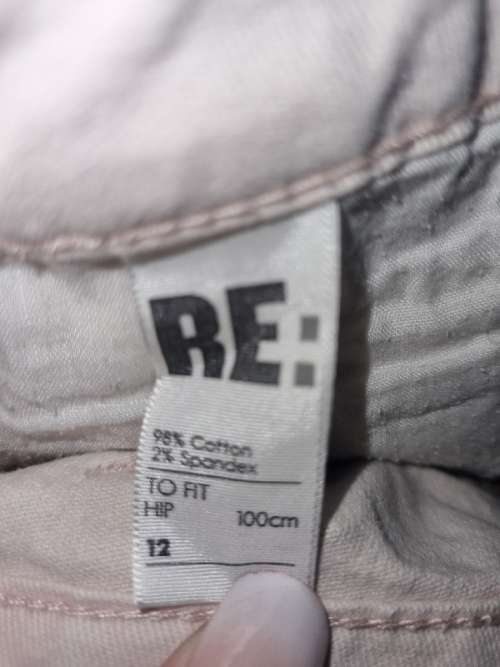 RE:
98% Cotton
2% Spandex
TO FIT
HIP 100cm
12